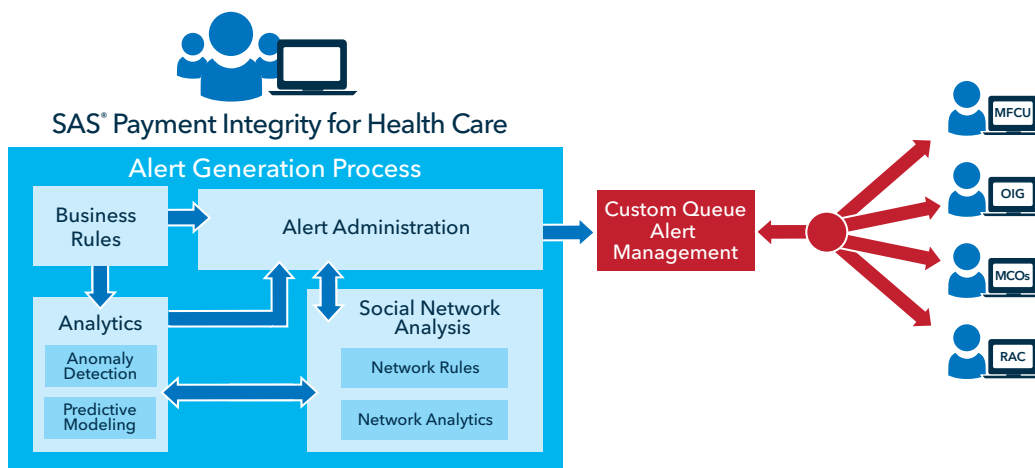 SAS® Payment Integrity for Health Care
Alert Generation Process
Business
Rules
Alert Administration
Analytics
Anomaly
Detection
Predictive
Modeling
Social Network
Analysis
Network Rules
Network Analytics
Custom Queue
Alert
Management
MFCU
OIG
MCOs
RAC